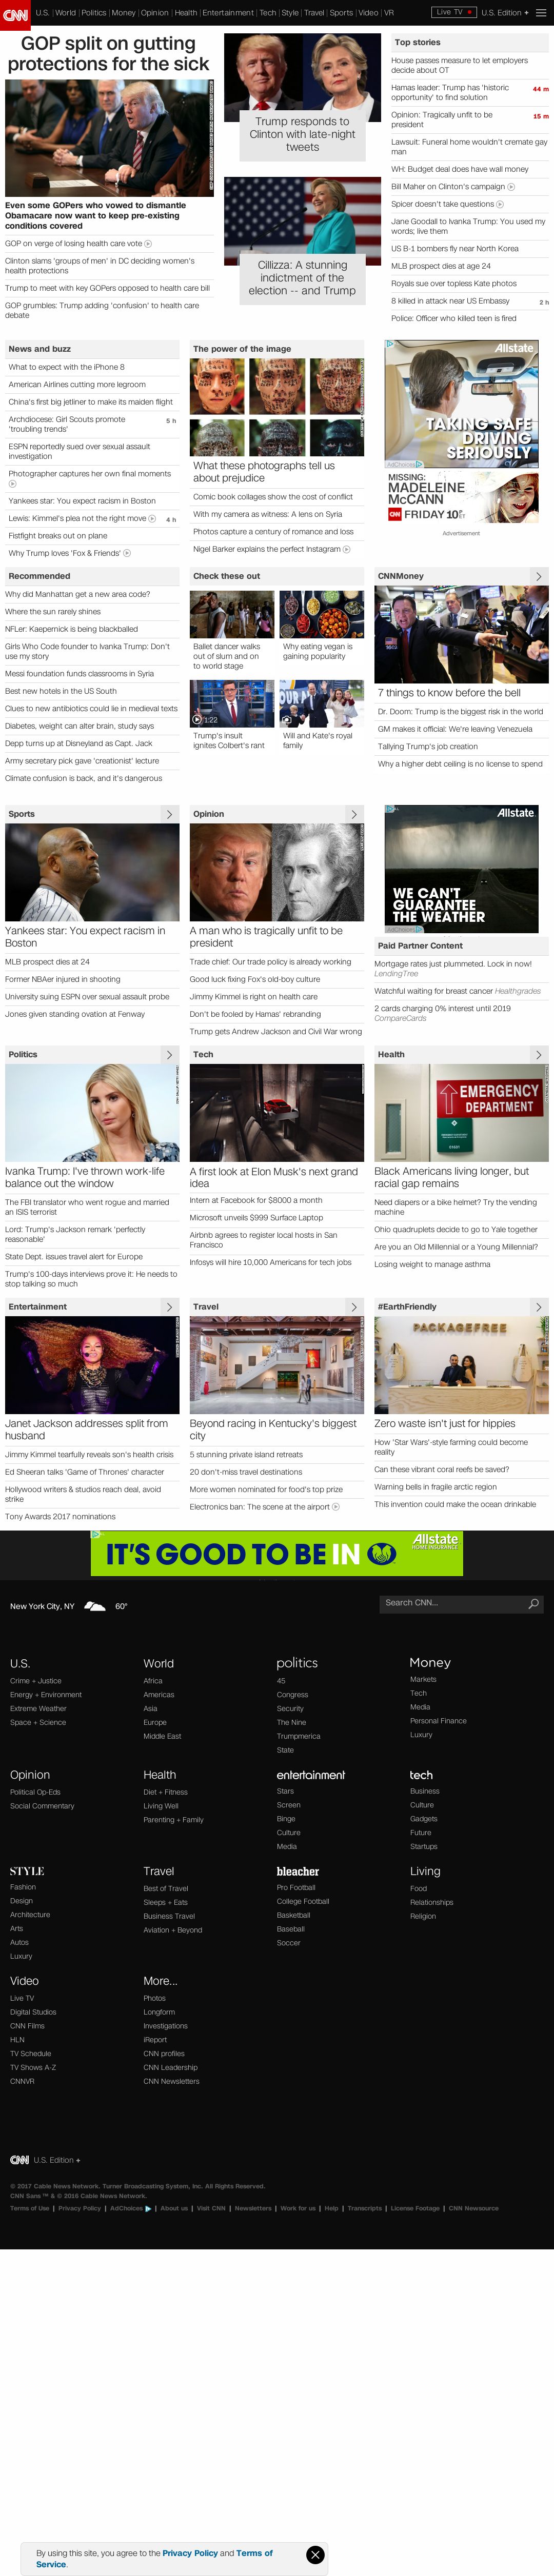 CNN
U.S. | World | Politics | Money | Opinion | Health | Entertainment | Tech | Style | Travel | Sports | Video | VR
Live TV
U.S. Edition +
GOP split on gutting
protections for the sick
Even some GOPers who vowed to dismantle
Obamacare now want to keep pre-existing
conditions covered
GOP on verge of losing health care vote
Clinton slams 'groups of men' in DC deciding women's
health protections
Trump to meet with key GOPers opposed to health care bill
GOP grumbles: Trump adding 'confusion' to health care
debate
Trump responds to
Clinton with late-night
tweets
Cillizza: A stunning
indictment of the
election -- and Trump
Top stories
House passes measure to let employers
decide about OT
Hamas leader: Trump has 'historic
opportunity' to find solution
44 m
Opinion: Tragically unfit to be
president
15 m
Lawsuit: Funeral home wouldn't cremate gay
man
WH: Budget deal does have wall money
Bill Maher on Clinton's campaign
Spicer doesn't take questions
Jane Goodall to Ivanka Trump: You used my
words; live them
US B-1 bombers fly near North Korea
MLB prospect dies at age 24
Royals sue over topless Kate photos
8 killed in attack near US Embassy
2 h
Police: Officer who killed teen is fired
News and buzz
What to expect with the iPhone 8
American Airlines cutting more legroom
China's first big jetliner to make its maiden flight
Archdiocese: Girl Scouts promote
'troubling trends'
5 h
ESPN reportedly sued over sexual assault
investigation
Photographer captures her own final moments
Yankees star: You expect racism in Boston
Lewis: Kimmel's plea not the right move
4 h
Fistfight breaks out on plane
Why Trump loves 'Fox & Friends'
The power of the image
What these photographs tell us
about prejudice
Comic book collages show the cost of conflict
With my camera as witness: A lens on Syria
Photos capture a century of romance and loss
Nigel Barker explains the perfect Instagram
Allstate
TAKING SAFE
DRIVING
SERIOUSLY
AdChoices
MISSING:
MADELEINE
McCANN
CNN FRIDAY 10
Advertisement
Recommended
Why did Manhattan get a new area code?
Where the sun rarely shines
NFLer: Kaepernick is being blackballed
Girls Who Code founder to Ivanka Trump: Don't
use my story
Messi foundation funds classrooms in Syria
Best new hotels in the US South
Clues to new antibiotics could lie in medieval texts
Diabetes, weight can alter brain, study says
Depp turns up at Disneyland as Capt. Jack
Army secretary pick gave 'creationist' lecture
Climate confusion is back, and it's dangerous
Check these out
Ballet dancer walks
out of slum and on
to world stage
Why eating vegan is
gaining popularity
1:22
Trump's insult
ignites Colbert's rant
Will and Kate's royal
family
CNNMoney
7 things to know before the bell
Dr. Doom: Trump is the biggest risk in the world
GM makes it official: We're leaving Venezuela
Tallying Trump's job creation
Why a higher debt ceiling is no license to spend
Sports
Yankees star: You expect racism in
Boston
MLB prospect dies at 24
Former NBAer injured in shooting
University suing ESPN over sexual assault probe
Jones given standing ovation at Fenway
Opinion
A man who is tragically unfit to be
president
Trade chief: Our trade policy is already working
Good luck fixing Fox's old-boy culture
Jimmy Kimmel is right on health care
Don't be fooled by Hamas' rebranding
Trump gets Andrew Jackson and Civil War wrong
Allstate
WE CAN'T
GUARANTEE
THE WEATHER
AdChoices
Paid Partner Content
Mortgage rates just plummeted. Lock in now!
LendingTree
Watchful waiting for breast cancer Healthgrades
2 cards charging 0% interest until 2019
CompareCards
Politics
Ivanka Trump: I've thrown work-life
balance out the window
The FBI translator who went rogue and married
an ISIS terrorist
Lord: Trump's Jackson remark 'perfectly
reasonable'
State Dept. issues travel alert for Europe
Trump's 100-days interviews prove it: He needs to
stop talking so much
Tech
A first look at Elon Musk's next grand
idea
Intern at Facebook for $8000 a month
Microsoft unveils $999 Surface Laptop
Airbnb agrees to register local hosts in San
Francisco
Infosys will hire 10,000 Americans for tech jobs
Health
EMERGENCY
DEPARTMENT
Black Americans living longer, but
racial gap remains
Need diapers or a bike helmet? Try the vending
machine
Ohio quadruplets decide to go to Yale together
Are you an Old Millennial or a Young Millennial?
Losing weight to manage asthma
Entertainment
Janet Jackson addresses split from
husband
Jimmy Kimmel tearfully reveals son's health crisis
Ed Sheeran talks 'Game of Thrones' character
Hollywood writers & studios reach deal, avoid
strike
Tony Awards 2017 nominations
Travel
Beyond racing in Kentucky's biggest
city
5 stunning private island retreats
20 don't-miss travel destinations
More women nominated for food's top prize
Electronics ban: The scene at the airport
#EarthFriendly
PACKAGEFREE
Zero waste isn't just for hippies
How 'Star Wars'-style farming could become
reality
Can these vibrant coral reefs be saved?
Warning bells in fragile arctic region
This invention could make the ocean drinkable
IT'S GOOD TO BE IN
Allstate
HOME INSURANCE
New York City, NY
60°
Search CNN...
U.S.
Crime + Justice
Energy + Environment
Extreme Weather
Space + Science
World
Africa
Americas
Asia
Europe
Middle East
politics
45
Congress
Security
The Nine
Trumpmerica
State
Money
Markets
Tech
Media
Personal Finance
Luxury
Opinion
Political Op-Eds
Social Commentary
Health
Diet + Fitness
Living Well
Parenting + Family
entertainment
Stars
Screen
Binge
Culture
Media
tech
Business
Culture
Gadgets
Future
Startups
STYLE
Fashion
Design
Architecture
Arts
Autos
Luxury
Travel
Best of Travel
Sleeps + Eats
Business Travel
Aviation + Beyond
bleacher
Pro Football
College Football
Basketball
Baseball
Soccer
Living
Food
Relationships
Religion
Video
Live TV
Digital Studios
CNN Films
HLN
TV Schedule
TV Shows A-Z
CNNVR
More...
Photos
Longform
Investigations
iReport
CNN profiles
CNN Leadership
CNN Newsletters
CNN U.S. Edition +
© 2017 Cable News Network. Turner Broadcasting System, Inc. All Rights Reserved.
CNN Sans ™ & © 2016 Cable News Network.
Terms of Use | Privacy Policy | AdChoices | About us | Visit CNN | Newsletters | Work for us | Help | Transcripts | License Footage | CNN Newsource
By using this site, you agree to the Privacy Policy and Terms of
Service.